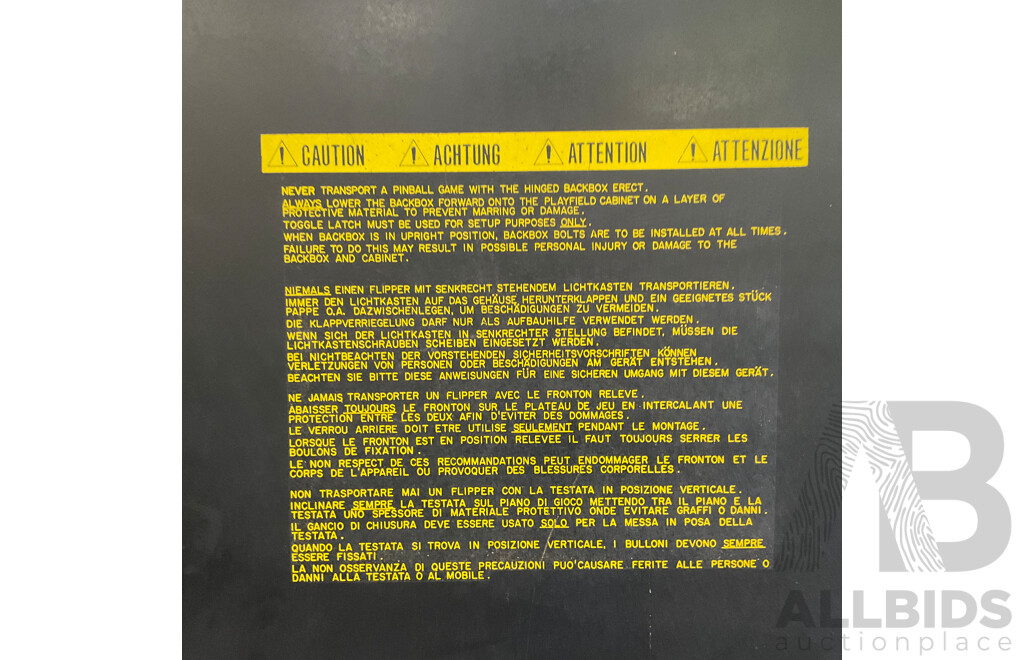 CAUTION ACHTUNG ATTENTION ATTENZIONE
NEVER TRANSPORT A PINBALL GAME WITH THE HINGED BACKBOX ERECT.
ALWAYS LOWER THE BACKBOX FORWARD ONTO THE PLAYFIELD CABINET ON A LAYER OF
PROTECTIVE MATERIAL TO PREVENT MARRING OR DAMAGE.
TOGGLE LATCH MUST BE USED FOR SETUP PURPOSES ONLY.
WHEN BACKBOX IS IN UPRIGHT POSITION, BACKBOX BOLTS ARE TO BE INSTALLED AT ALL TIMES.
FAILURE TO DO THIS MAY RESULT IN POSSIBLE PERSONAL INJURY OR DAMAGE TO THE
BACKBOX AND CABINET.
NIEMALS EINEN FLIPPER MIT SENKRECHT STEHENDEM LICHTKASTEN TRANSPORTIEREN.
IMMER DEN LICHTKASTEN AUF DAS GEHÄUSE HERUNTERKLAPPEN UND EIN GEEIGNETES STÜCK
PAPPE O.A. DAZWISCHENLEGEN, UM BESCHÄDIGUNGEN ZU VERMEIDEN.
DIE KLAPPVERRIEGELUNG DARF NUR ALS AUFBAUHILFE VERWENDET WERDEN.
WENN SICH DER LICHTKASTEN IN SENKRECHTER STELLUNG BEFINDET, MÜSSEN DIE
LICHTKASTENSCHRAUBEN SCHEIBEN EINGESETZT WERDEN.
BEI NICHTBEACHTEN DER VORSTEHENDEN SICHERHEITSVORSCHRIFTEN KÖNNEN
VERLETZUNGEN VON PERSONEN ODER BESCHÄDIGUNGEN AM GERÄT ENTSTEHEN.
BEACHTEN SIE BITTE DIESE ANWEISUNGEN FÜR EINE SICHEREN UMGANG MIT DIESEM GERÄT.
NE JAMAIS TRANSPORTER UN FLIPPER AVEC LE FRONTON RELEVE.
ABAISSER TOUJOURS LE FRONTON SUR LE PLATEAU DE JEU EN INTERCALANT UNE
PROTECTION ENTRE LES DEUX AFIN D'EVITER DES DOMMAGES.
LE VERROU ARRIERE DOIT ETRE UTILISE SEULEMENT PENDANT LE MONTAGE.
LORSQUE LE FRONTON EST EN POSITION RELEVEE IL FAUT TOUJOURS SERRER LES
BOULONS DE FIXATION.
LE NON RESPECT DE CES RECOMMANDATIONS PEUT ENDOMMAGER LE FRONTON ET LE
CORPS DE L'APPAREIL OU PROVOQUER DES BLESSURES CORPORELLES.
NON TRASPORTARE MAI UN FLIPPER CON LA TESTATA IN POSIZIONE VERTICALE.
INCLINARE SEMPRE LA TESTATA SUL PIANO DI GIOCO METTENDO TRA IL PIANO E LA
TESTATA UNO SPESSORE DI MATERIALE PROTETTIVO ONDE EVITARE GRAFFI O DANNI.
IL GANCIO DI CHIUSURA DEVE ESSERE USATO SOLO PER LA MESSA IN POSA DELLA
TESTATA.
QUANDO LA TESTATA SI TROVA IN POSIZIONE VERTICALE, I BULLONI DEVONO SEMPRE
ESSERE FISSATI.
LA NON OSSERVANZA DI QUESTE PRECAUZIONI PUO'CAUSARE FERITE ALLE PERSONE O
DANNI ALLA TESTATA O AL MOBILE.
AB
ALLBIDS
auctionplace